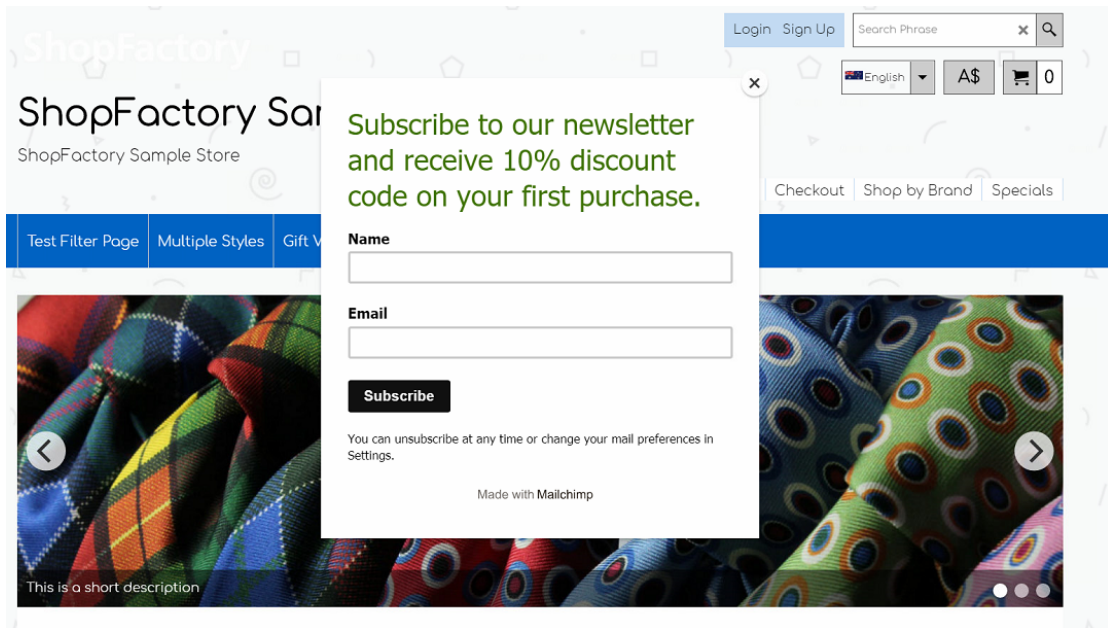 ShopFactory
Login Sign Up
Search Phrase
English
A$
0
ShopFactory
ShopFactory Sample Store
Checkout Shop by Brand Specials
Test Filter Page Multiple Styles Gift
Subscribe to our newsletter
and receive 10% discount
code on your first purchase.
Name
Email
Subscribe
You can unsubscribe at any time or change your mail preferences in
Settings.
Made with Mailchimp
This is a short description